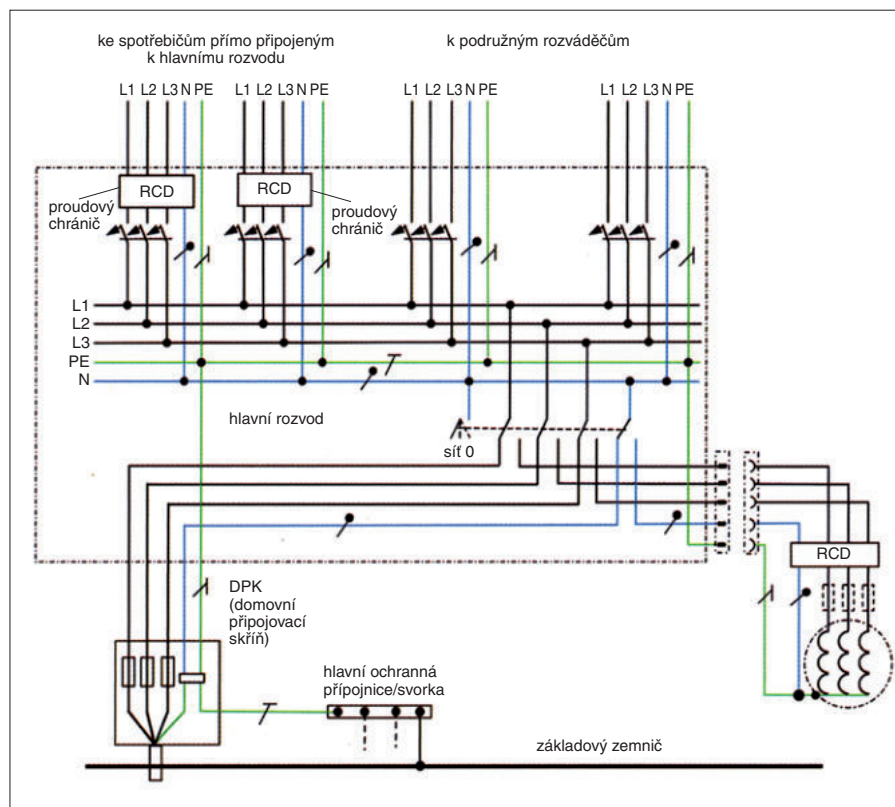 ke spotřebičům přímo připojeným
k hlavnímu rozvodu
k podružným rozváděčům
L1 L2 L3 N PE
L1 L2 L3 N PE
L1 L2 L3 N PE
L1 L2 L3 N PE
RCD
RCD
proudový
chránič
proudový
chránič
L1
L2
L3
PE
N
hlavní rozvod
síť 0
RCD
DPK
(domovní
připojovací
skříň)
hlavní ochranná
přípojnice/svorka
základový zemnič